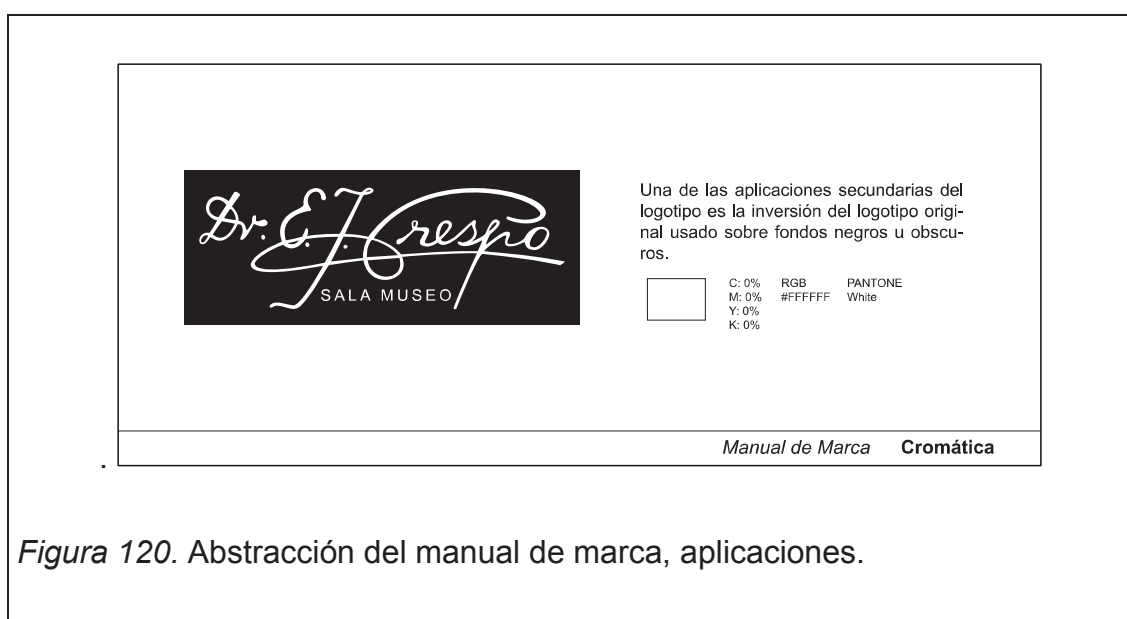 Dr. E. J. Crespo
SALA MUSEO
Una de las aplicaciones secundarias del
logotipo es la inversión del logotipo origi-
nal usado sobre fondos negros u obscu-
ros.
C: 0% RGB PANTONE
M: 0% #FFFFFF White
Y: 0%
K: 0%
Manual de Marca Cromática
.
Figura 120. Abstracción del manual de marca, aplicaciones.